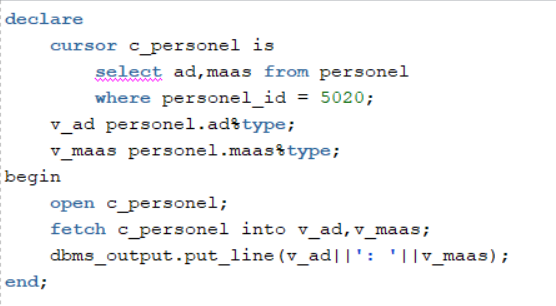 declare
    cursor c_personel is
        select ad,maas from personel
        where personel_id = 5020;
    v_ad personel.ad%type;
    v_maas personel.maas%type;
begin
    open c_personel;
    fetch c_personel into v_ad,v_maas;
    dbms_output.put_line(v_ad||': '||v_maas);
end;